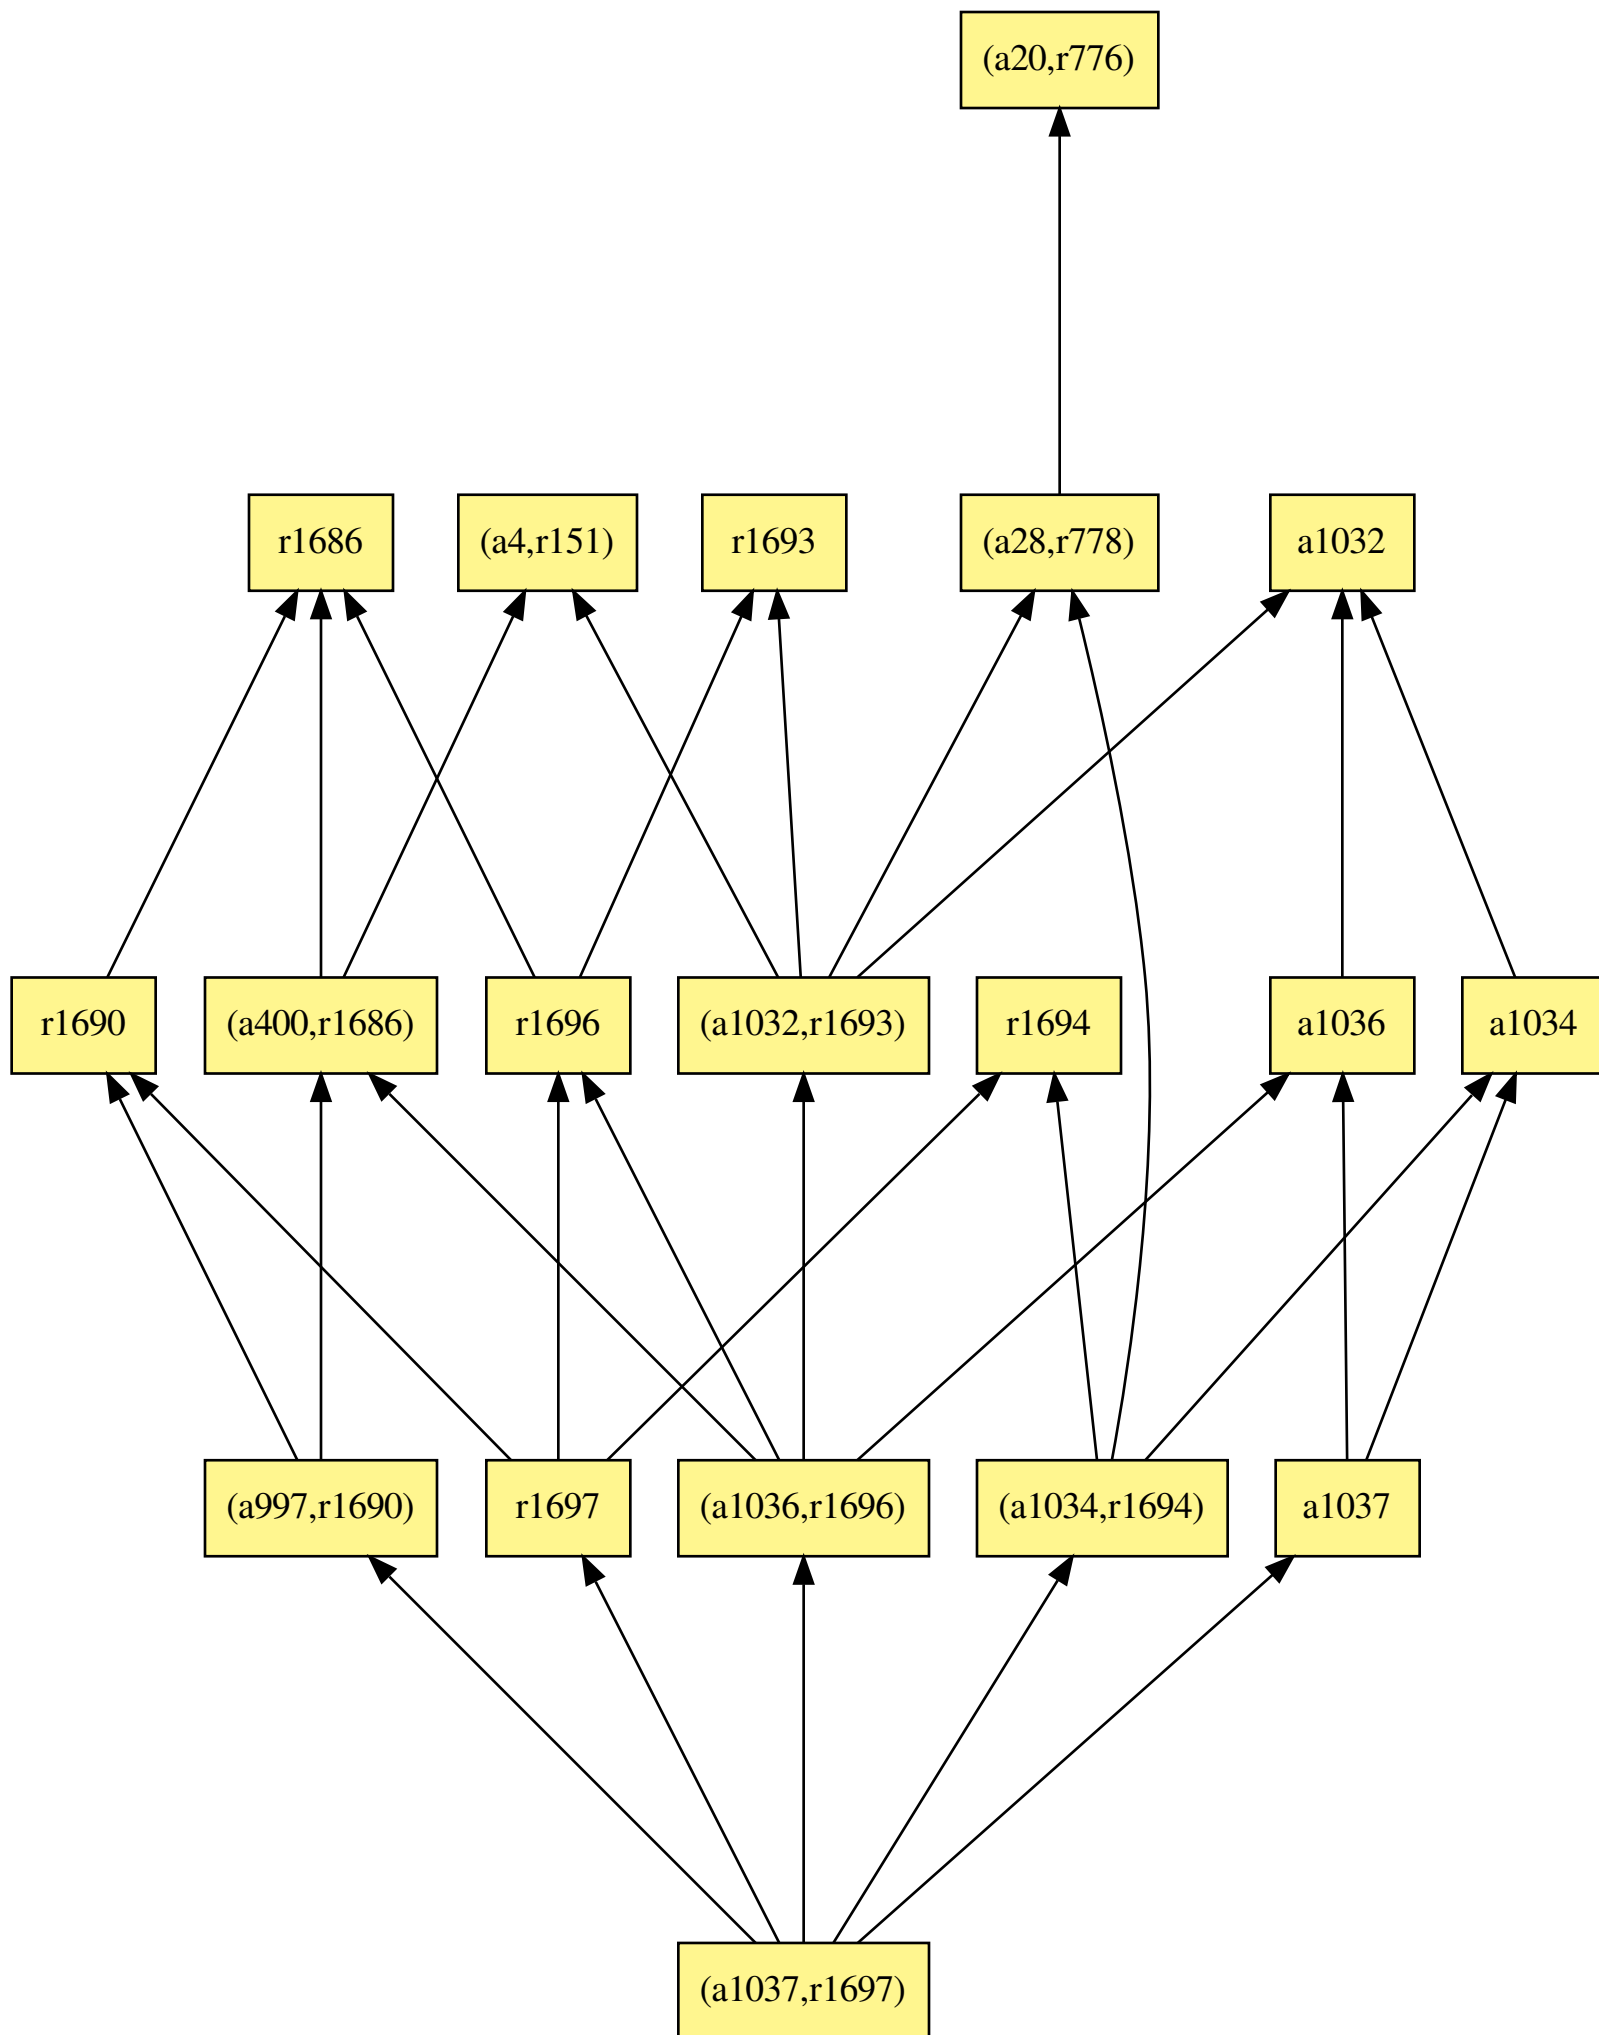 (a20,r776)
r1686
(a4,r151)
r1693
(a28,r778)
a1032
r1690
(a400,r1686)
r1696
(a1032,r1693)
r1694
a1036
a1034
(a997,r1690)
r1697
(a1036,r1696)
(a1034,r1694)
a1037
(a1037,r1697)